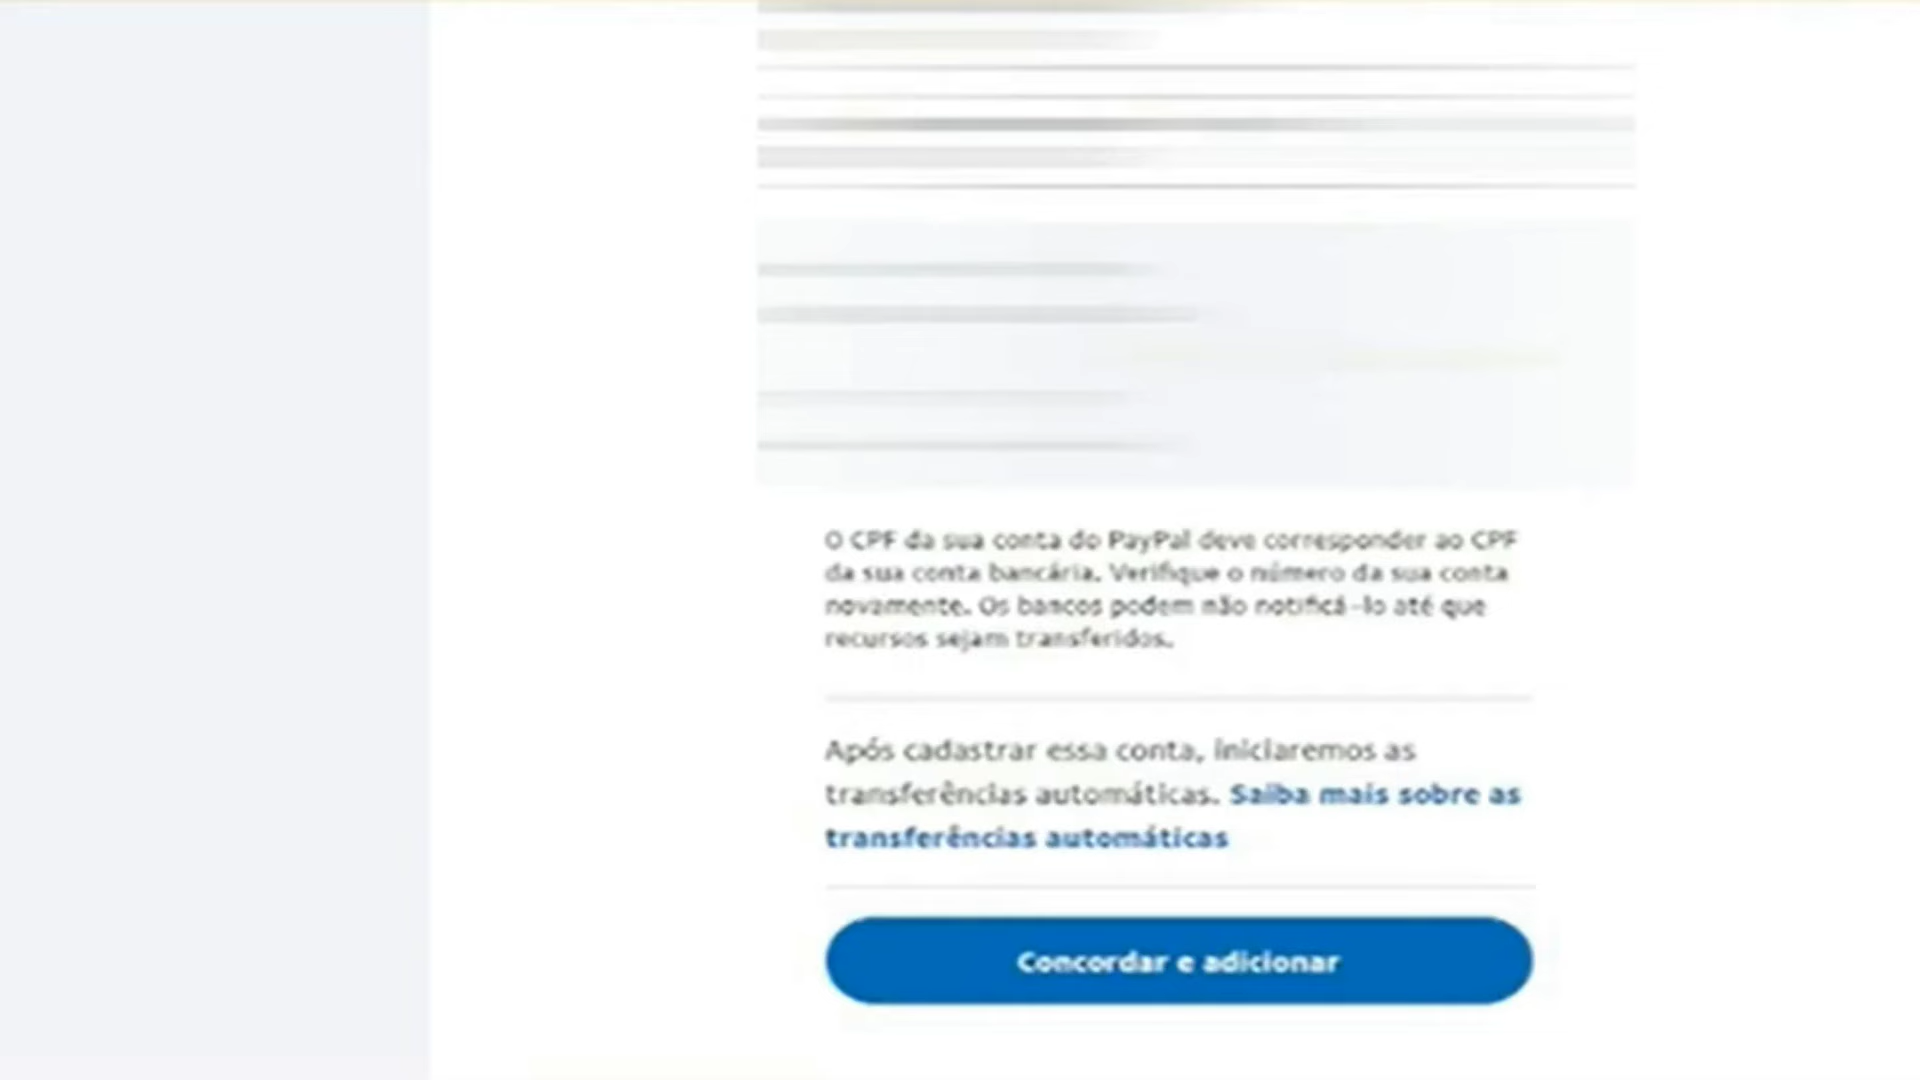 O CPF da sua conta do PayPal deve corresponder ao CPF
da sua conta bancária. Verifique o número da sua conta
novamente. Os bancos podem não notificá-lo até que
recursos sejam transferidos.
Após cadastrar essa conta, iniciaremos as
transferências automáticas. Saiba mais sobre as
transferências automáticas
Concordar e adicionar